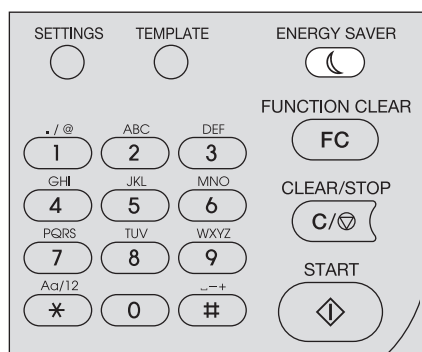 SETTINGS TEMPLATE ENERGY SAVER
FUNCTION CLEAR
. / @ ABC DEF
1 2 3 FC
GHI JKL MNO
4 5 6
CLEAR/STOP
C/
PQRS TUV WXYZ
7 8 9
START
Aa/12 ⎵−+
* 0 #